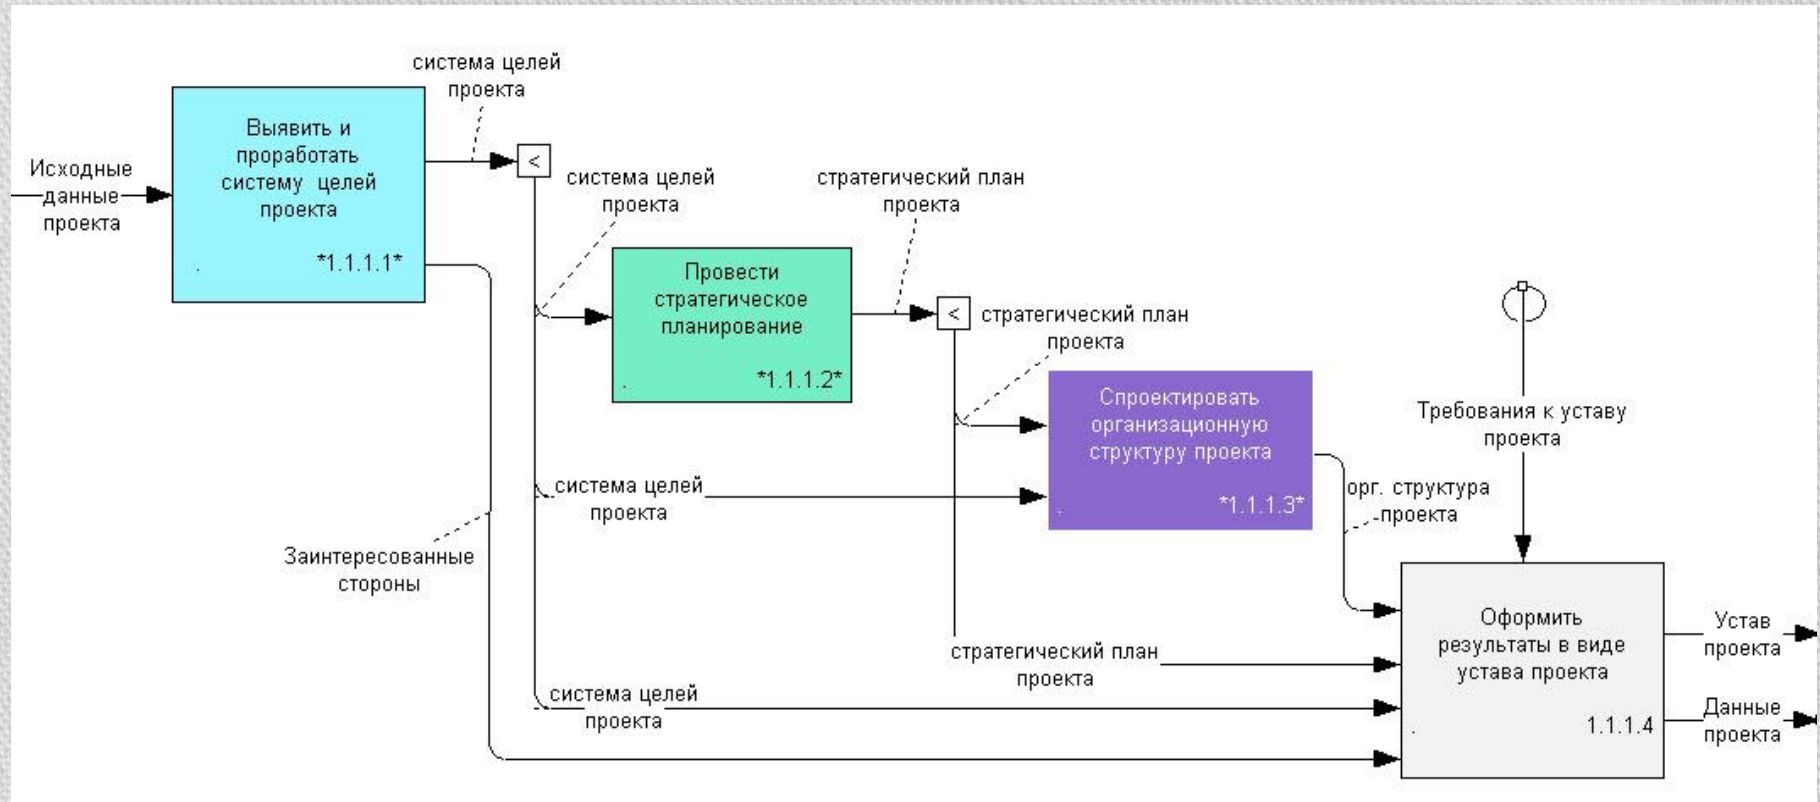 система целей
проекта
Выявить и
проработать
систему целей
проекта
*1.1.1.1*
Исходные
данные
проекта
<
система целей
проекта
стратегический план
проекта
Провести
стратегическое
планирование
*1.1.1.2*
<
стратегический план
проекта
Спроектировать
организационную
структуру проекта
*1.1.1.3*
Требования к уставу
проекта
система целей
проекта
орг. структура
проекта
Заинтересованные
стороны
Оформить
результаты в виде
устава проекта
1.1.1.4
Устав
проекта
Данные
проекта
стратегический план
проекта
система целей
проекта